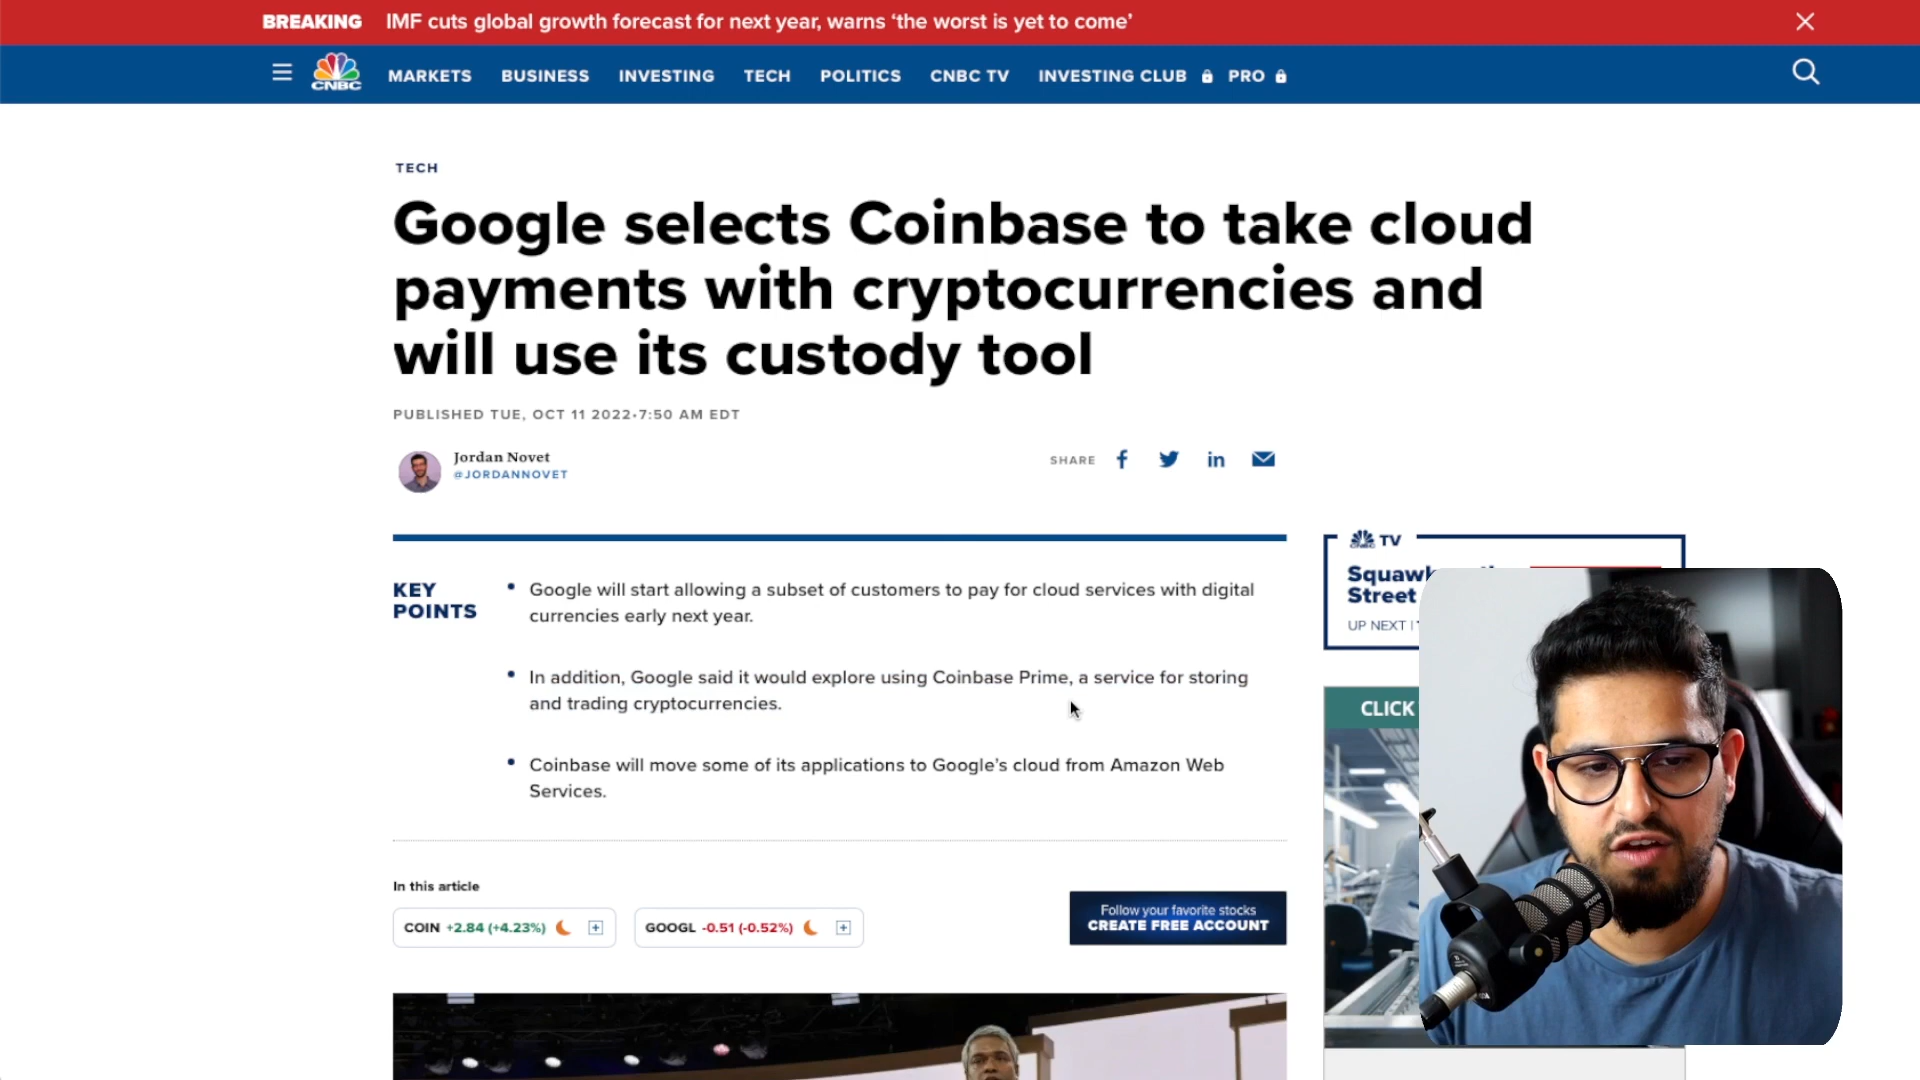 BREAKING IMF cuts global growth forecast for next year, warns ‘the worst is yet to come’
CNBC MARKETS BUSINESS INVESTING TECH POLITICS CNBC TV INVESTING CLUB PRO
TECH
Google selects Coinbase to take cloud
payments with cryptocurrencies and
will use its custody tool
PUBLISHED TUE, OCT 11 2022•7:50 AM EDT
Jordan Novet
@JORDANNOVET
SHARE
KEY
POINTS
Google will start allowing a subset of customers to pay for cloud services with digital
currencies early next year.
In addition, Google said it would explore using Coinbase Prime, a service for storing
and trading cryptocurrencies.
Coinbase will move some of its applications to Google’s cloud from Amazon Web
Services.
In this article
COIN +2.84 (+4.23%)
GOOGL -0.51 (-0.52%)
Follow your favorite stocks
CREATE FREE ACCOUNT
CNBC TV
Street
UP NEXT
CLICK
RODE